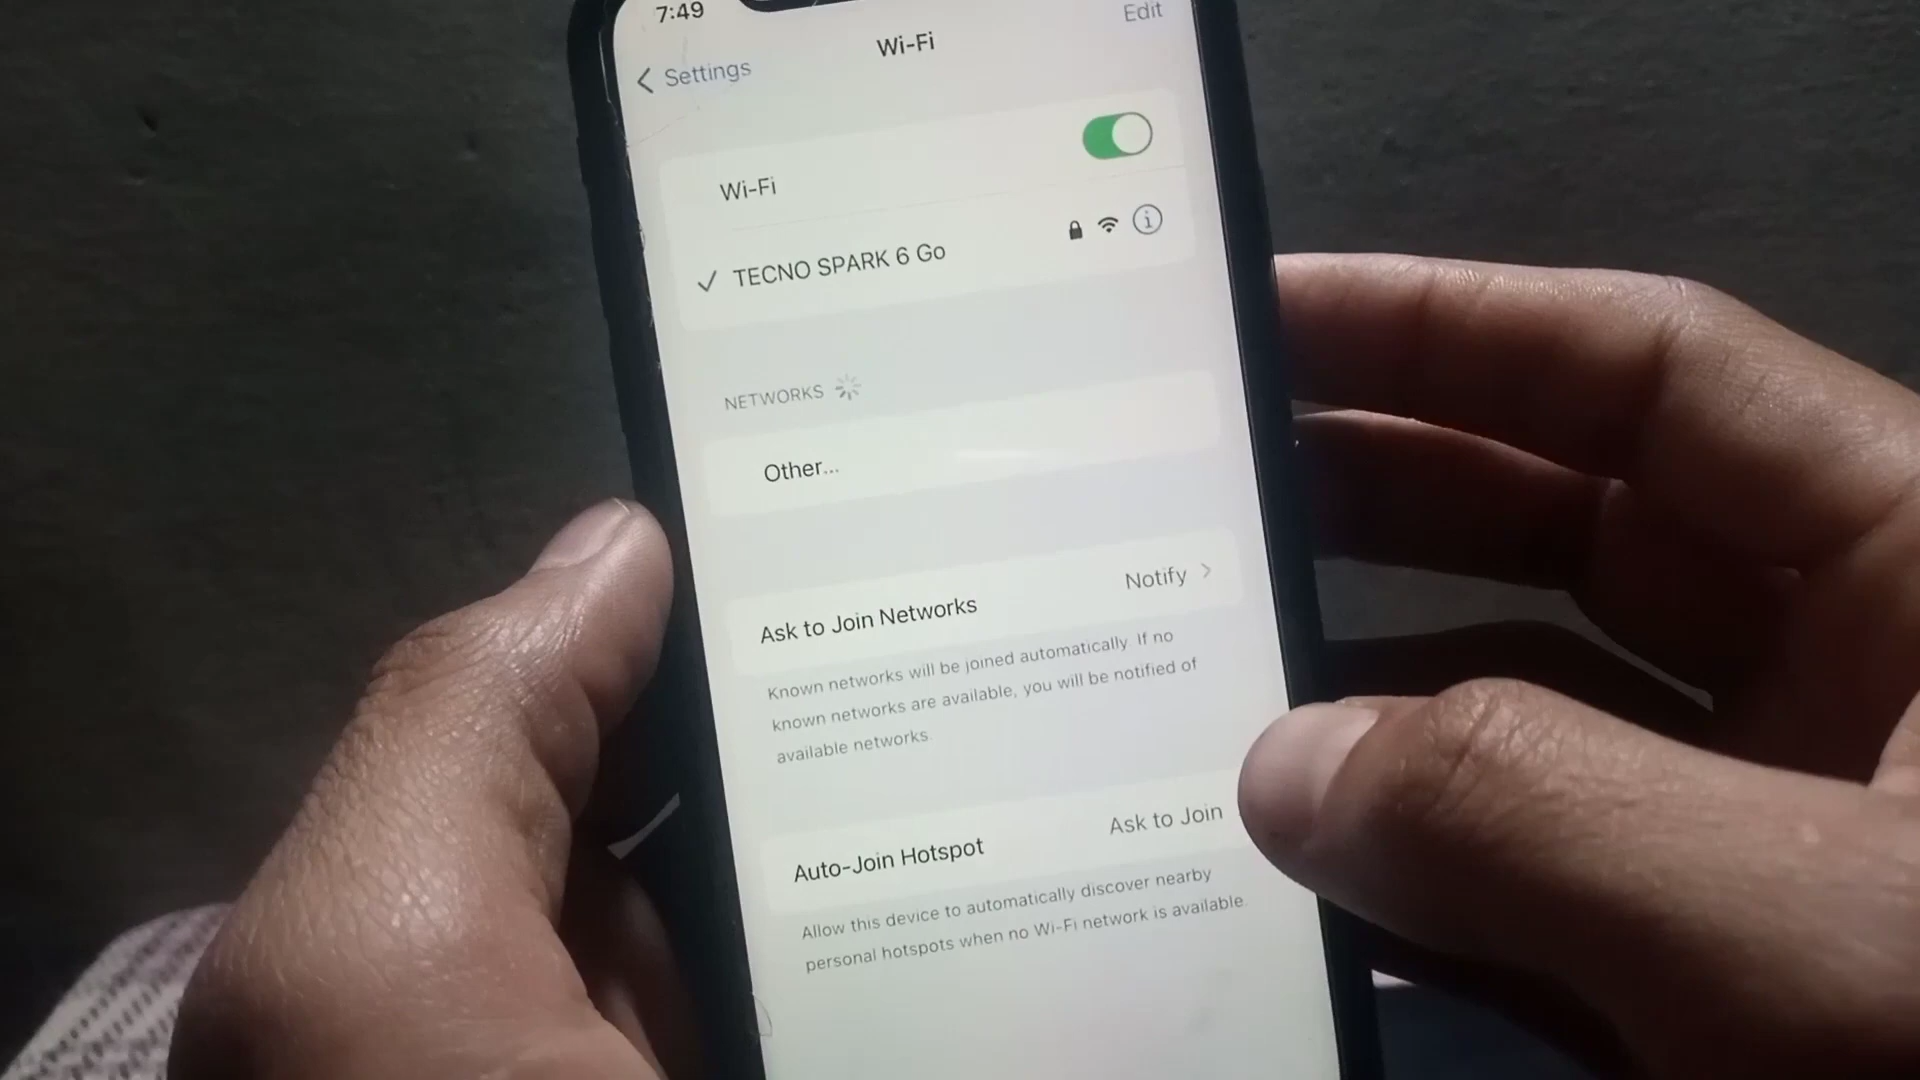 7:49
Edit
Settings
Wi-Fi
Wi-Fi
TECNO SPARK 6 Go
NETWORKS
Other...
Ask to Join Networks
Notify
Known networks will be joined automatically. If no
known networks are available, you will be notified of
available networks.
Auto-Join Hotspot
Ask to Join
Allow this device to automatically discover nearby
personal hotspots when no Wi-Fi network is available.